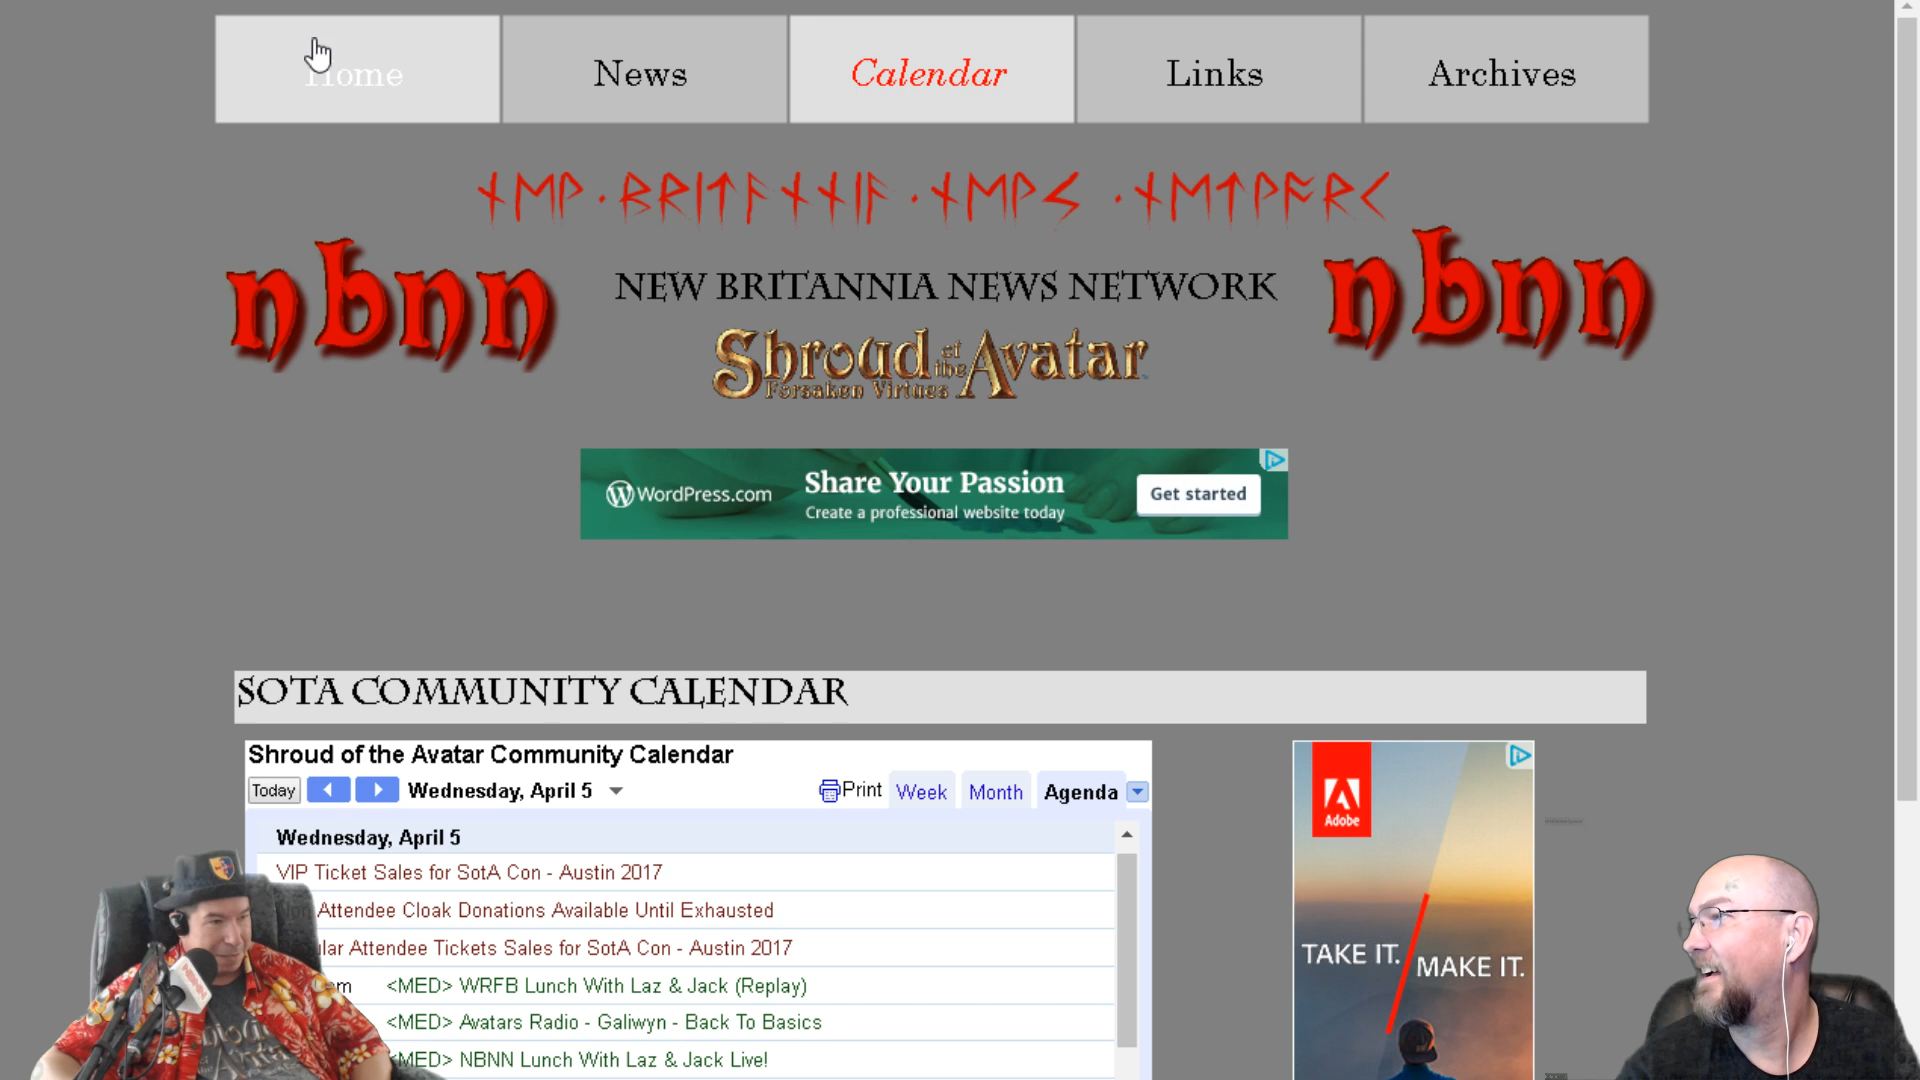 Home News Calendar Links Archives
ᚾᛖᚹ·ᛒᚱᛁᛏᚨᚾᚾᛁᚨ·ᚾᛖᚹᛊ·ᚾᛖᛏᚹᛟᚱᚲ
nbnn nbnn
NEW BRITANNIA NEWS NETWORK
Shroud of the Avatar
Forsaken Virtues
WordPress.com
Share Your Passion
Create a professional website today
Get started
SOTA COMMUNITY CALENDAR
Shroud of the Avatar Community Calendar
Today Wednesday, April 5 Print Week Month Agenda
Wednesday, April 5
VIP Ticket Sales for SotA Con - Austin 2017
Attendee Cloak Donations Available Until Exhausted
Attendee Tickets Sales for SotA Con - Austin 2017
<MED> WRFB Lunch With Laz & Jack (Replay)
<MED> Avatars Radio - Galiwyn - Back To Basics
<MED> NBNN Lunch With Laz & Jack Live!
Adobe
TAKE IT.
MAKE IT.